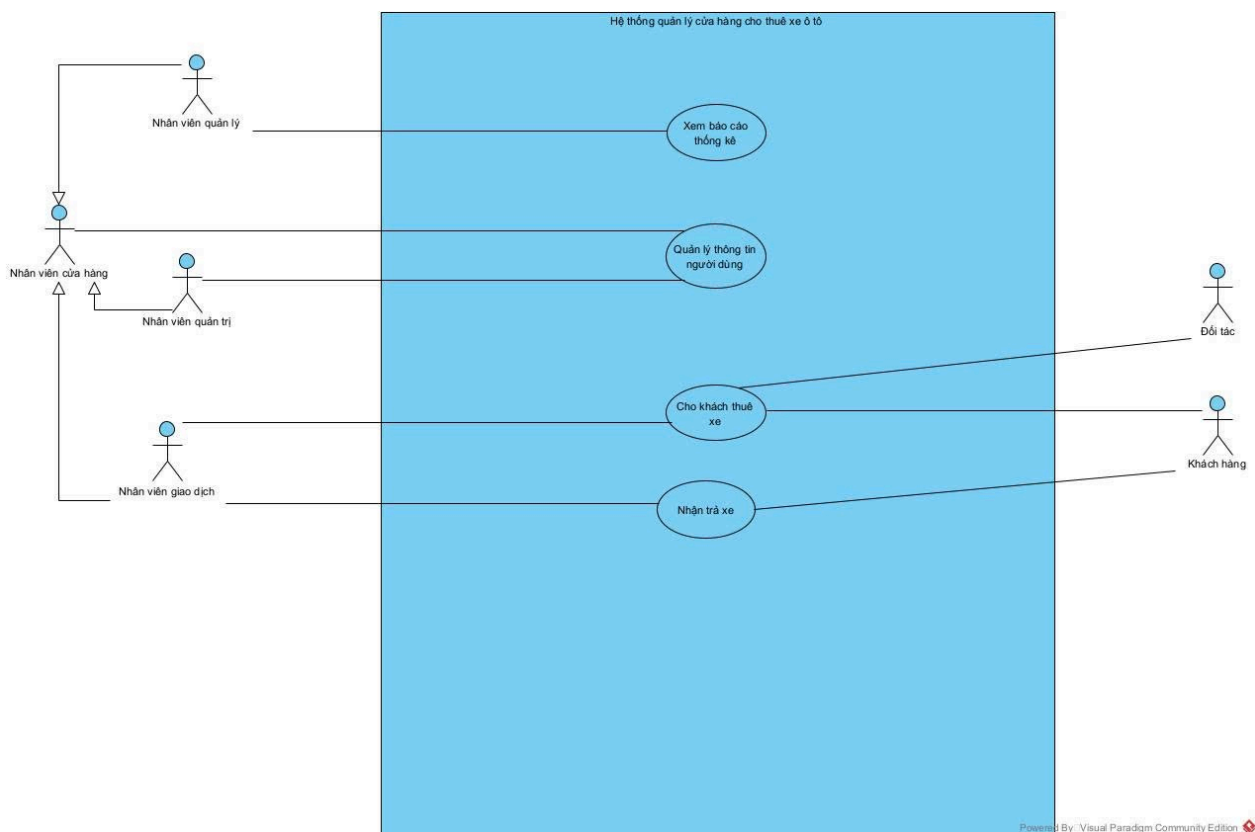 Hệ thống quản lý cửa hàng cho thuê xe ô tô
Nhân viên quản lý
Xem báo cáo
thống kê
Nhân viên cửa hàng
Quản lý thông tin
người dùng
Nhân viên quản trị
Đối tác
Cho khách thuê
xe
Khách hàng
Nhân viên giao dịch
Nhận trả xe
Powered By: Visual Paradigm Community Edition